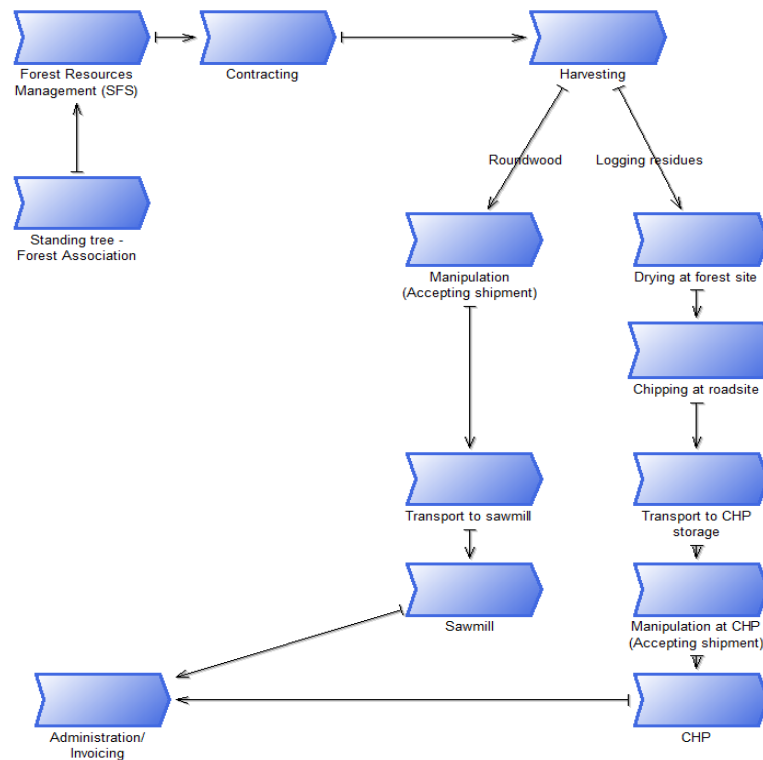 Forest Resources
Management (SFS)
Contracting
Harvesting
Roundwood
Logging residues
Standing tree -
Forest Association
Manipulation
(Accepting shipment)
Drying at forest site
Chipping at roadsite
Transport to sawmill
Transport to CHP
storage
Sawmill
Manipulation at CHP
(Accepting shipment)
Administration/
Invoicing
CHP